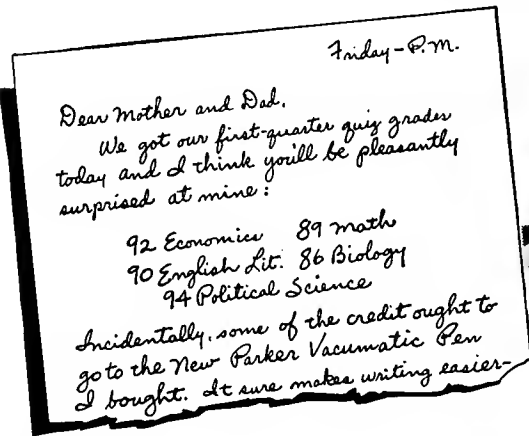 Friday-P.M.
Dear Mother and Dad,
We got our first-quarter quiz grades
today and I think you'll be pleasantly
surprised at mine:
92 Economics 89 Math
90 English Lit. 86 Biology
94 Political Science
Incidentally, some of the credit ought to
go to the New Parker Vacumatic Pen
I bought. It sure makes writing easier-